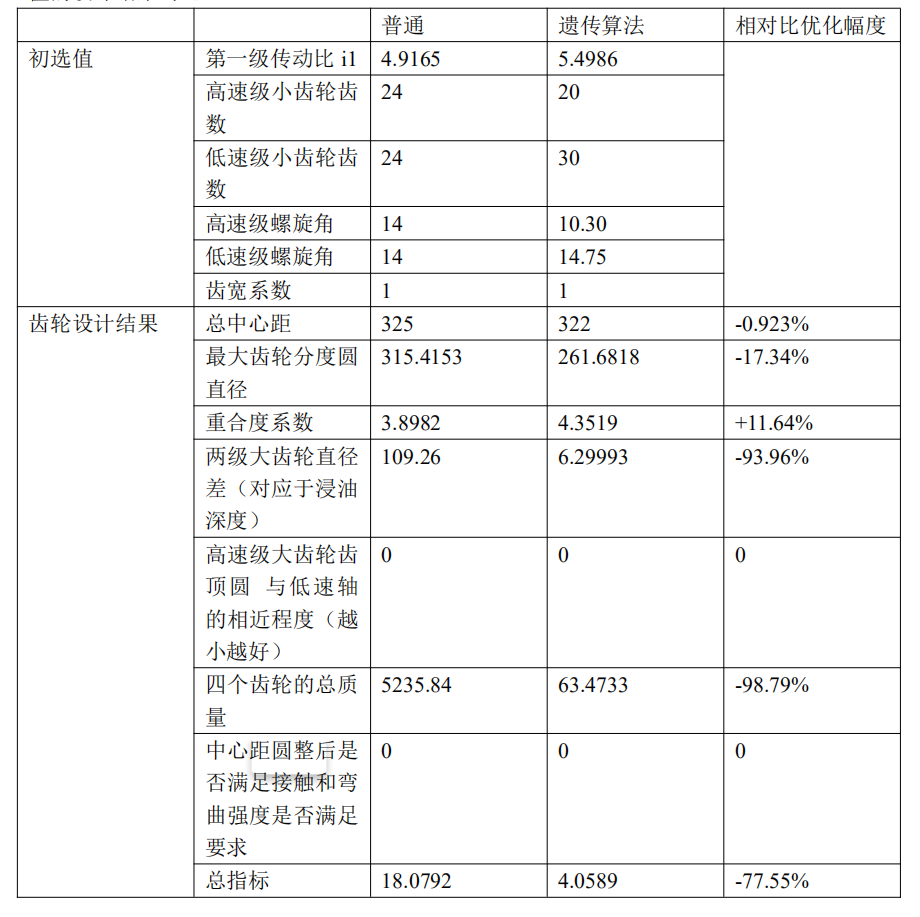 普通 遗传算法 相对比优化幅度
初选值 第一级传动比 i1 4.9165 5.4986
高速级小齿轮齿 24 20
数
低速级小齿轮齿 24 30
数
高速级螺旋角 14 10.30
低速级螺旋角 14 14.75
齿宽系数 1 1
齿轮设计结果 总中心距 325 322 -0.923%
最大齿轮分度圆 315.4153 261.6818 -17.34%
直径
重合度系数 3.8982 4.3519 +11.64%
两级大齿轮直径 109.26 6.29993 -93.96%
差（对应于浸油
深度）
高速级大齿轮齿 0 0 0
顶圆 与低速轴
的相近程度（越
小越好）
四个齿轮的总质 5235.84 63.4733 -98.79%
量
中心距圆整后是 0 0 0
否满足接触和弯
曲强度是否满足
要求
总指标 18.0792 4.0589 -77.55%